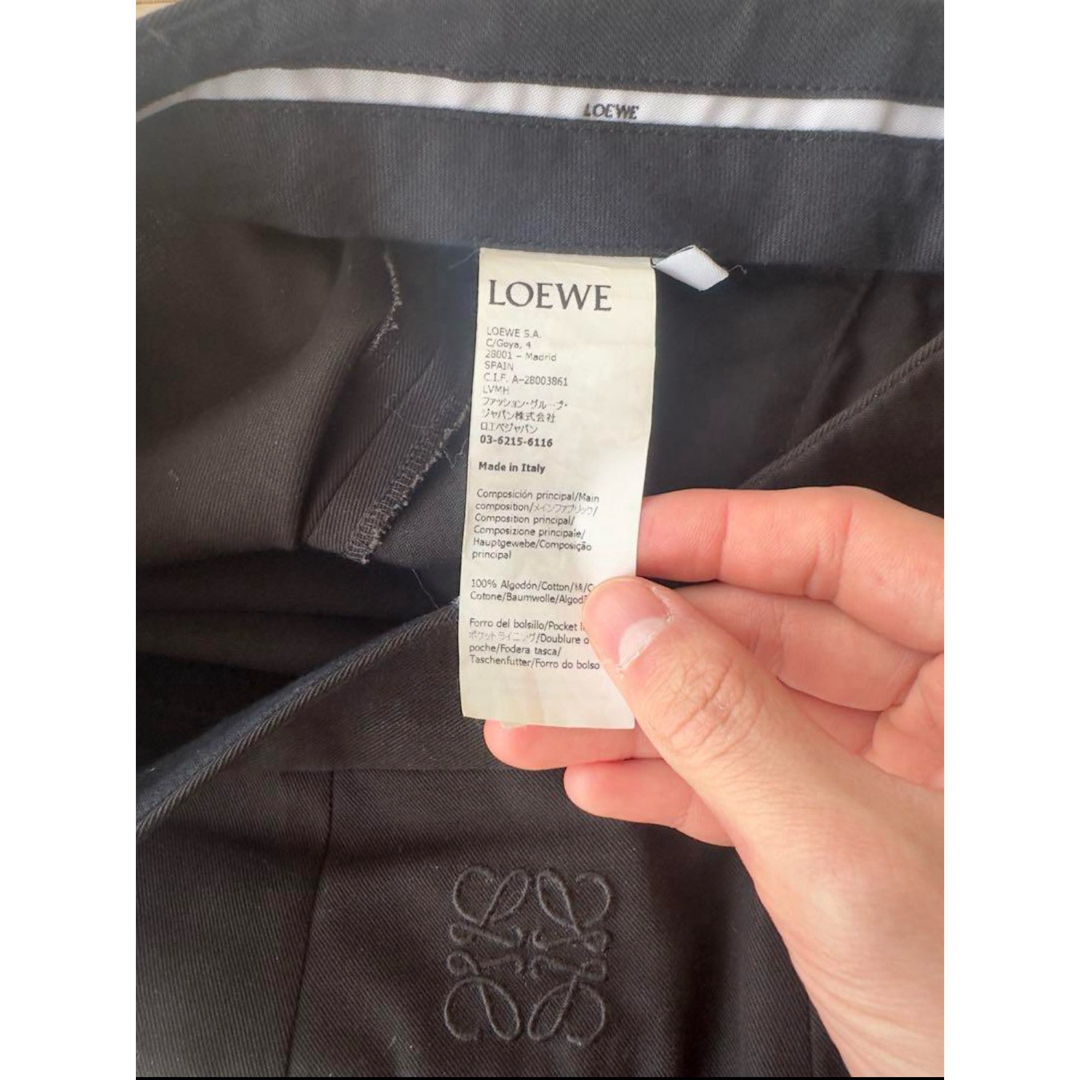 LOEWE
LOEWE
LOEWE S.A.
C/Goya, 4
28001 – Madrid
SPAIN
C.I.F. A-28003861
LVMH
ファッション・グループ・
ジャパン株式会社
ロエベジャパン
03-6215-6116
Made in Italy
Composición principal/Main
composition/メインファブリック/
Composition principal/
Composizione principale/
Hauptgewebe/Composição
principal
100% Algodón/Cotton/綿/
Cotone/Baumwolle/
Forro del bolsillo/Pocket
ポケットライニング/Doublure
poche/Fodera tasca/
Taschenfutter/Forro do bolso